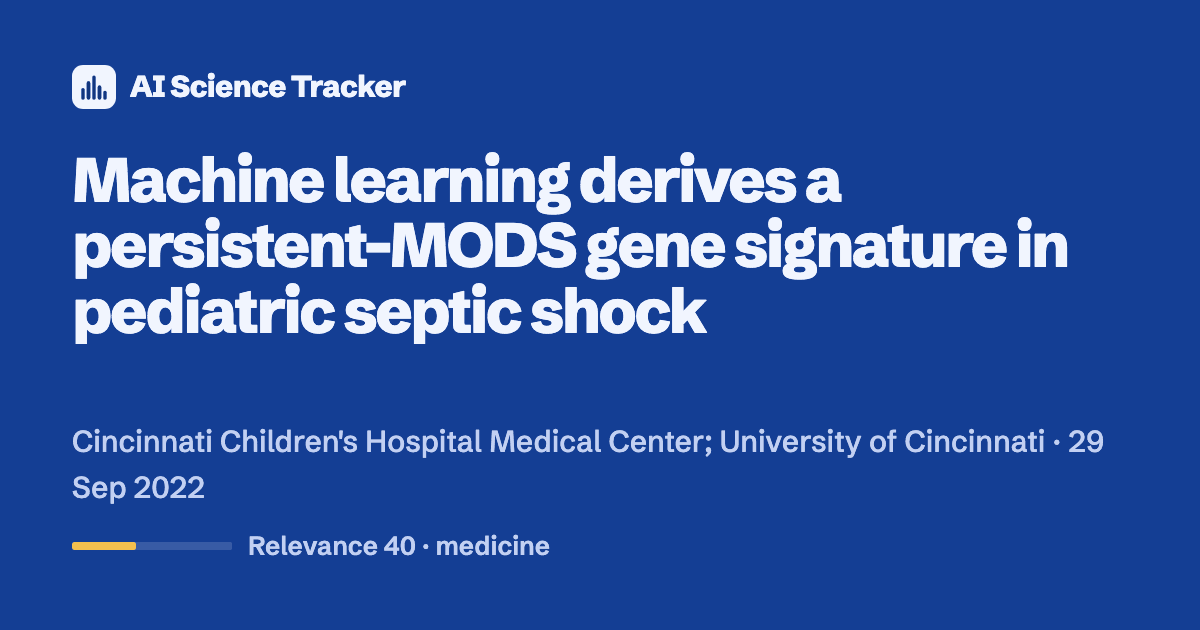 AI Science Tracker
Machine learning derives a
persistent-MODS gene signature in
pediatric septic shock
Cincinnati Children's Hospital Medical Center; University of Cincinnati · 29
Sep 2022
Relevance 40 · medicine